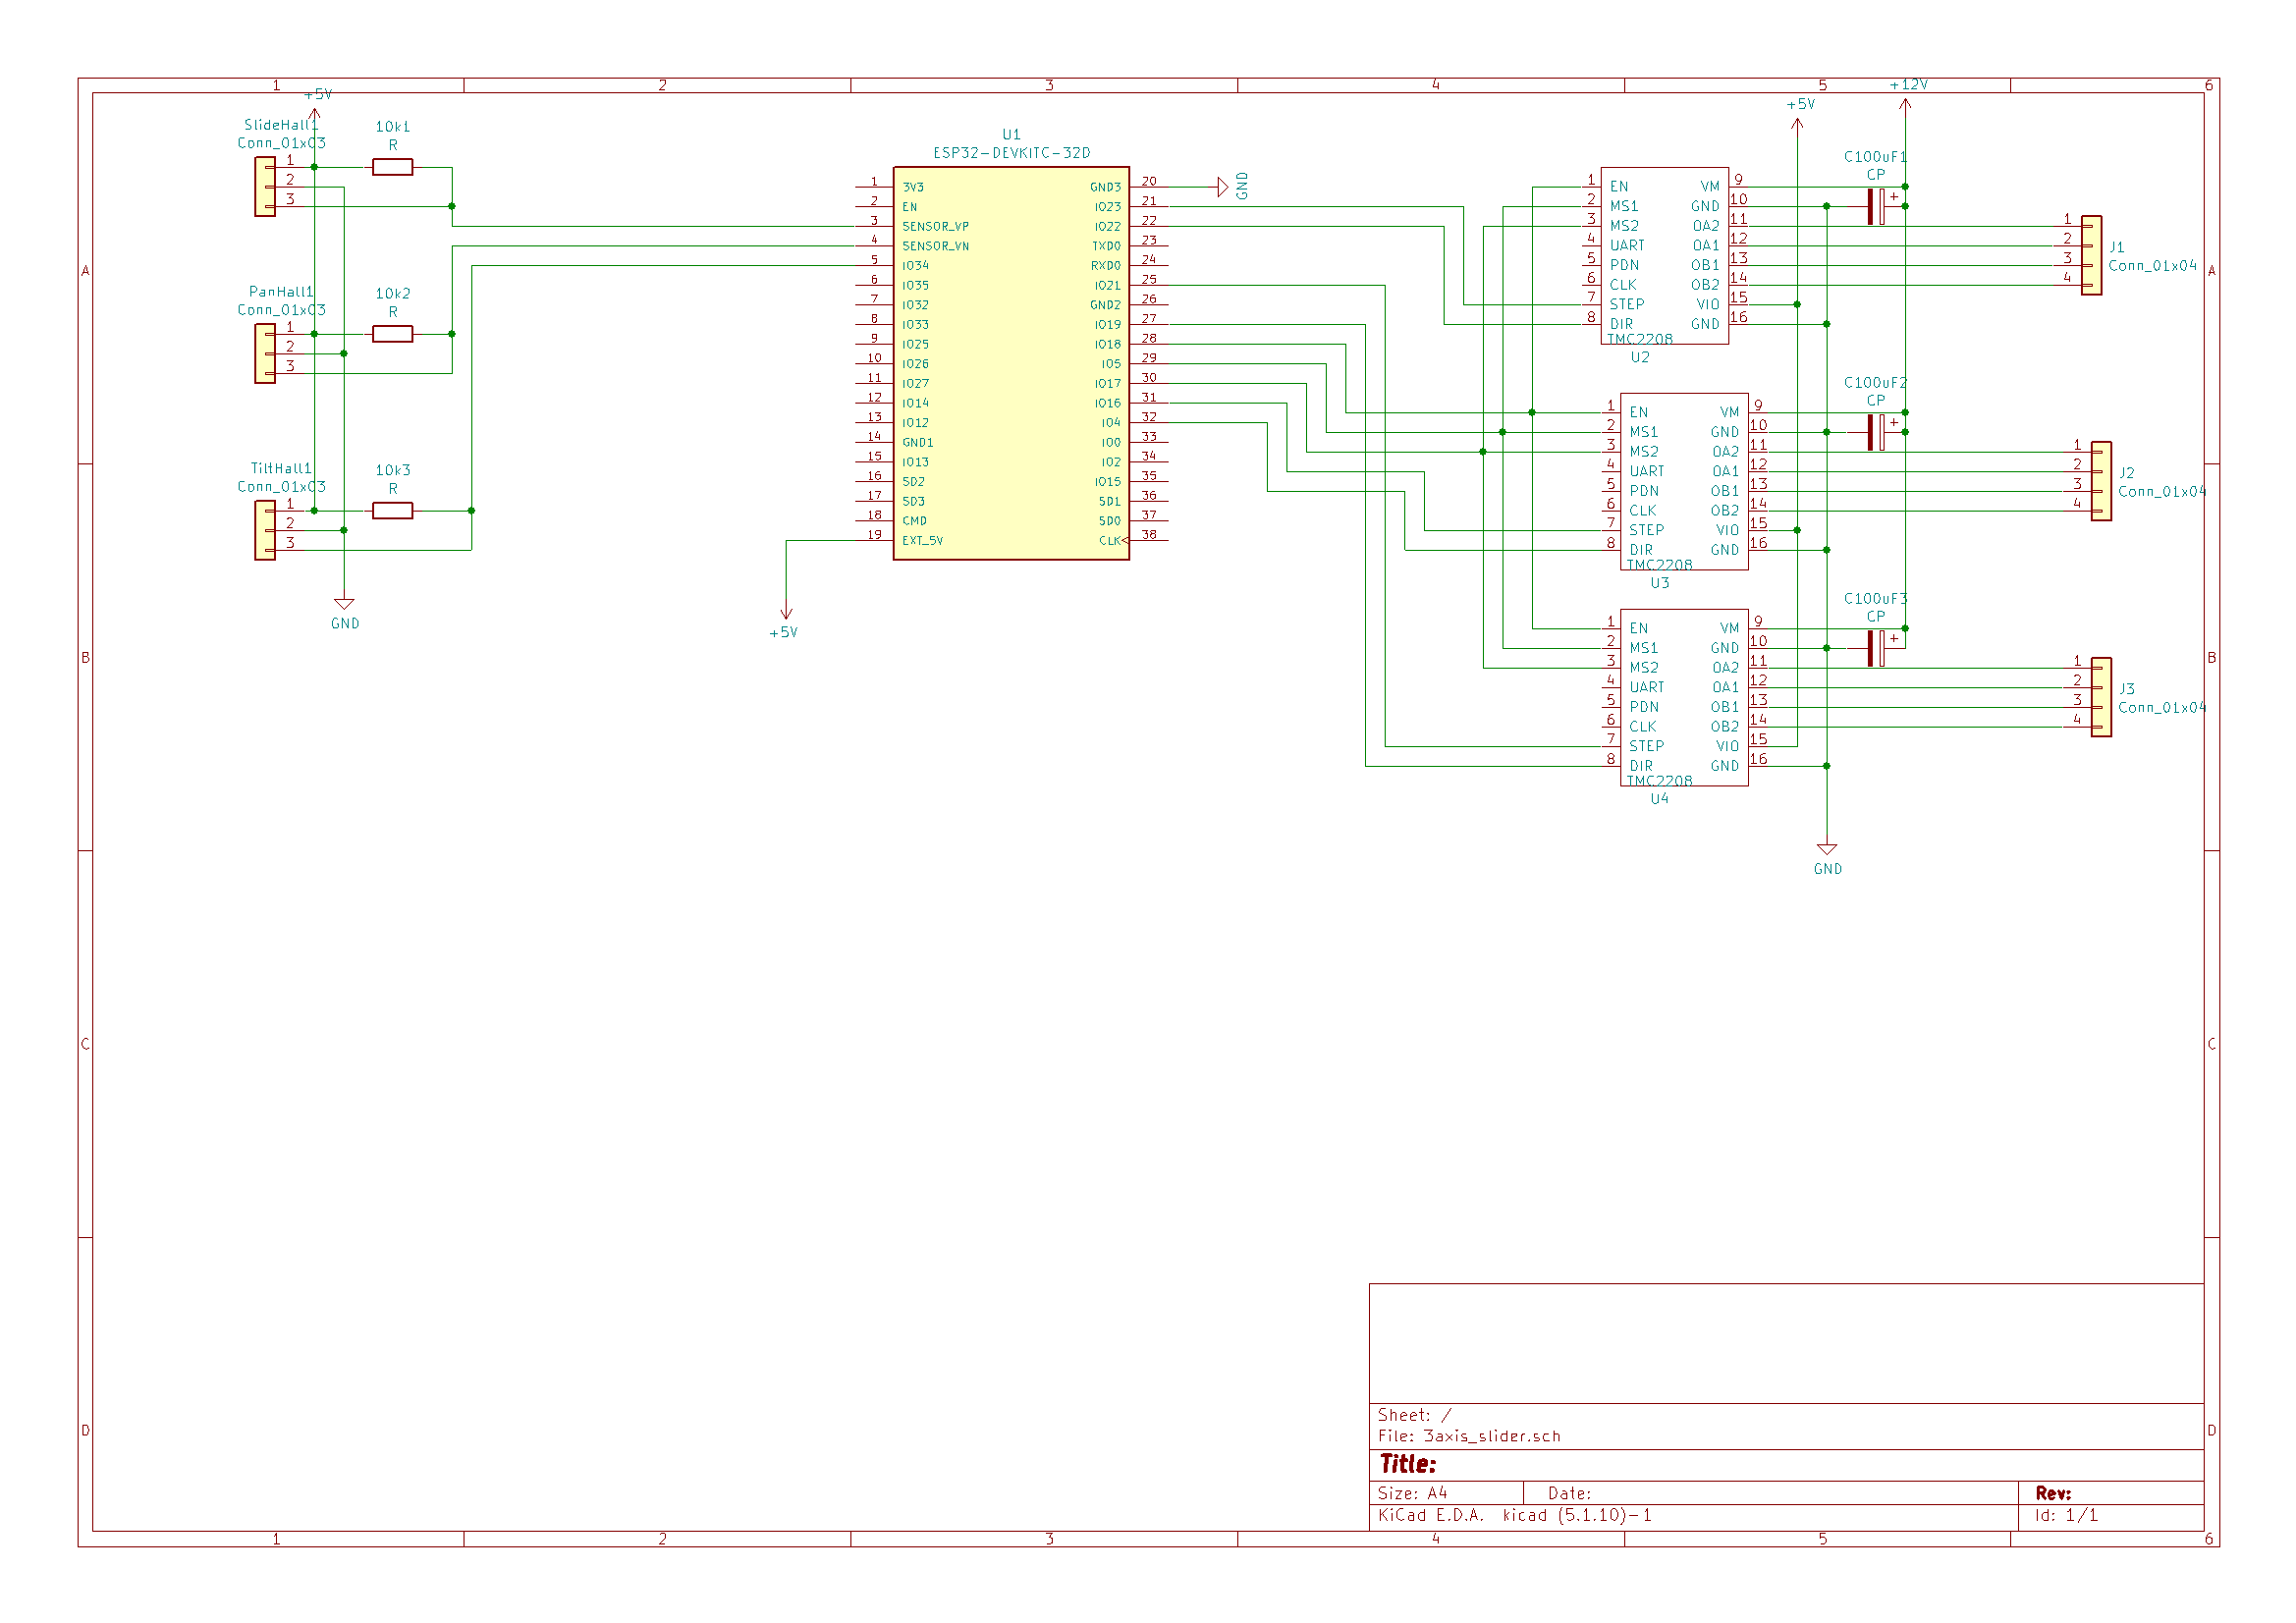 1 2 3 4 5 6
+5V
SlideHall1
Conn_01x03
1
2
3
10k1
R
PanHall1
Conn_01x03
1
2
3
10k2
R
TiltHall1
Conn_01x03
1
2
3
10k3
R
GND
U1
ESP32-DEVKITC-32D
1 3V3
2 EN
3 SENSOR_VP
4 SENSOR_VN
5 IO34
6 IO35
7 IO32
8 IO33
9 IO25
10 IO26
11 IO27
12 IO14
13 IO12
14 GND1
15 IO13
16 SD2
17 SD3
18 CMD
19 EXT_5V
GND3 20
IO23 21
IO22 22
TXD0 23
RXD0 24
IO21 25
GND2 26
IO19 27
IO18 28
IO5 29
IO17 30
IO16 31
IO4 32
IO0 33
IO2 34
IO15 35
SD1 36
SD0 37
CLK 38
GND
+5V
+5V
+12V
1 EN VM 9
2 MS1 GND 10
3 MS2 OA2 11
4 UART OA1 12
5 PDN OB1 13
6 CLK OB2 14
7 STEP VIO 15
8 DIR GND 16
TMC2208
U2
C100uF1
CP
+
1
2
3
4
J1
Conn_01x04
1 EN VM 9
2 MS1 GND 10
3 MS2 OA2 11
4 UART OA1 12
5 PDN OB1 13
6 CLK OB2 14
7 STEP VIO 15
8 DIR GND 16
TMC2208
U3
C100uF2
CP
+
1
2
3
4
J2
Conn_01x04
1 EN VM 9
2 MS1 GND 10
3 MS2 OA2 11
4 UART OA1 12
5 PDN OB1 13
6 CLK OB2 14
7 STEP VIO 15
8 DIR GND 16
TMC2208
U4
C100uF3
CP
+
1
2
3
4
J3
Conn_01x04
GND
A A
B B
C C
D D
Sheet: /
File: 3axis_slider.sch
Title:
Size: A4 Date: Rev:
KiCad E.D.A. kicad (5.1.10)-1 Id: 1/1
1 2 3 4 5 6